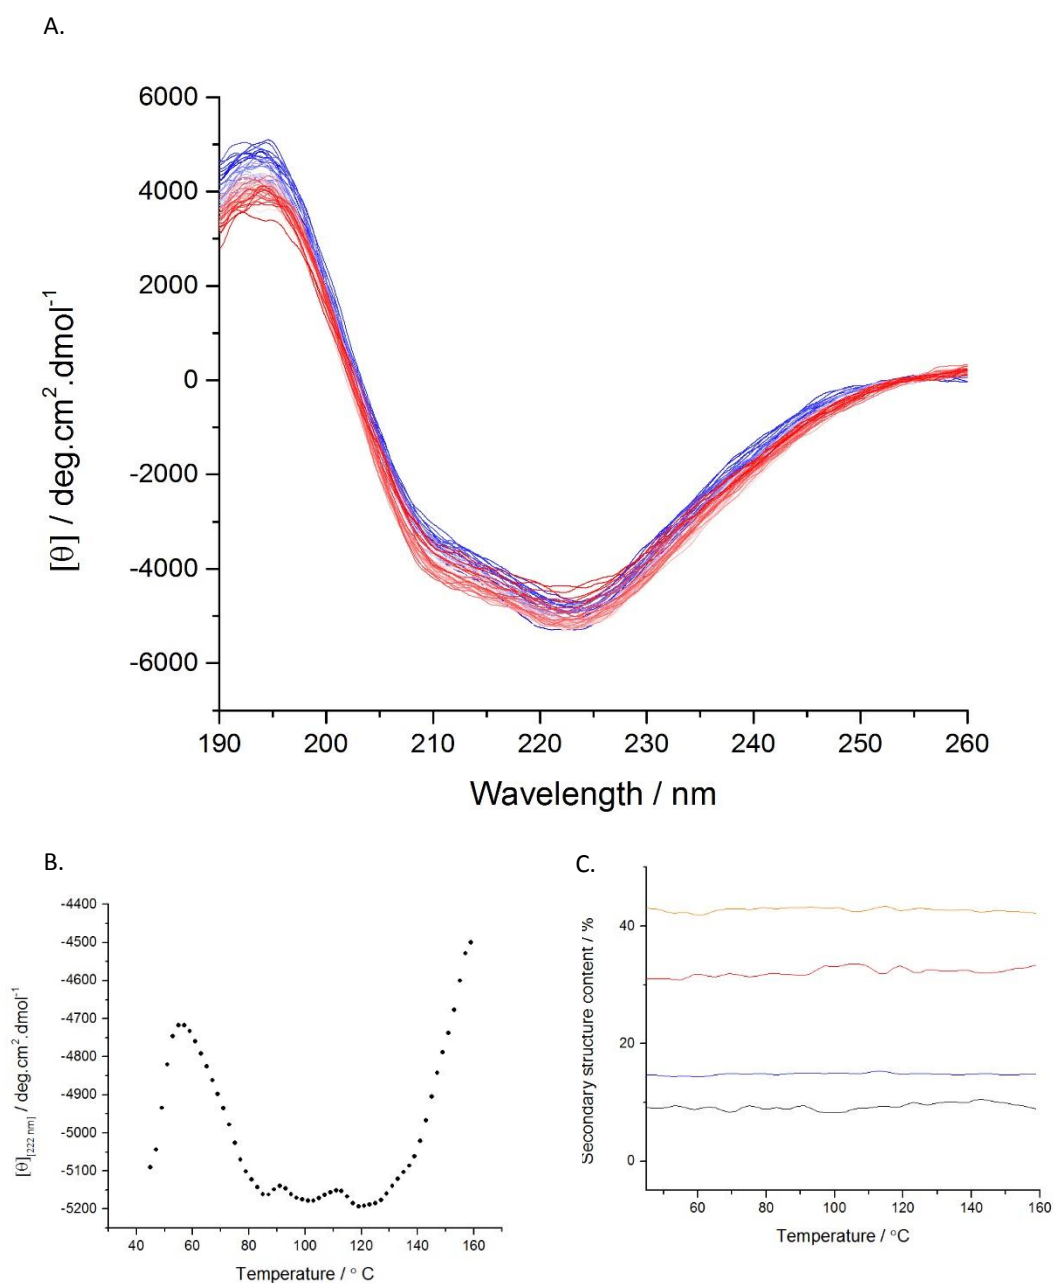 A.
6000
4000
2000
0
-2000
-4000
-6000
[θ] / deg.cm².dmol⁻¹
190 200 210 220 230 240 250 260
Wavelength / nm
B.
-4400
-4500
-4600
-4700
-4800
-4900
-5000
-5100
-5200
[θ][222 nm] / deg.cm².dmol⁻¹
40 60 80 100 120 140 160
Temperature / ° C
C.
40
20
0
Secondary structure content / %
60 80 100 120 140 160
Temperature / °C